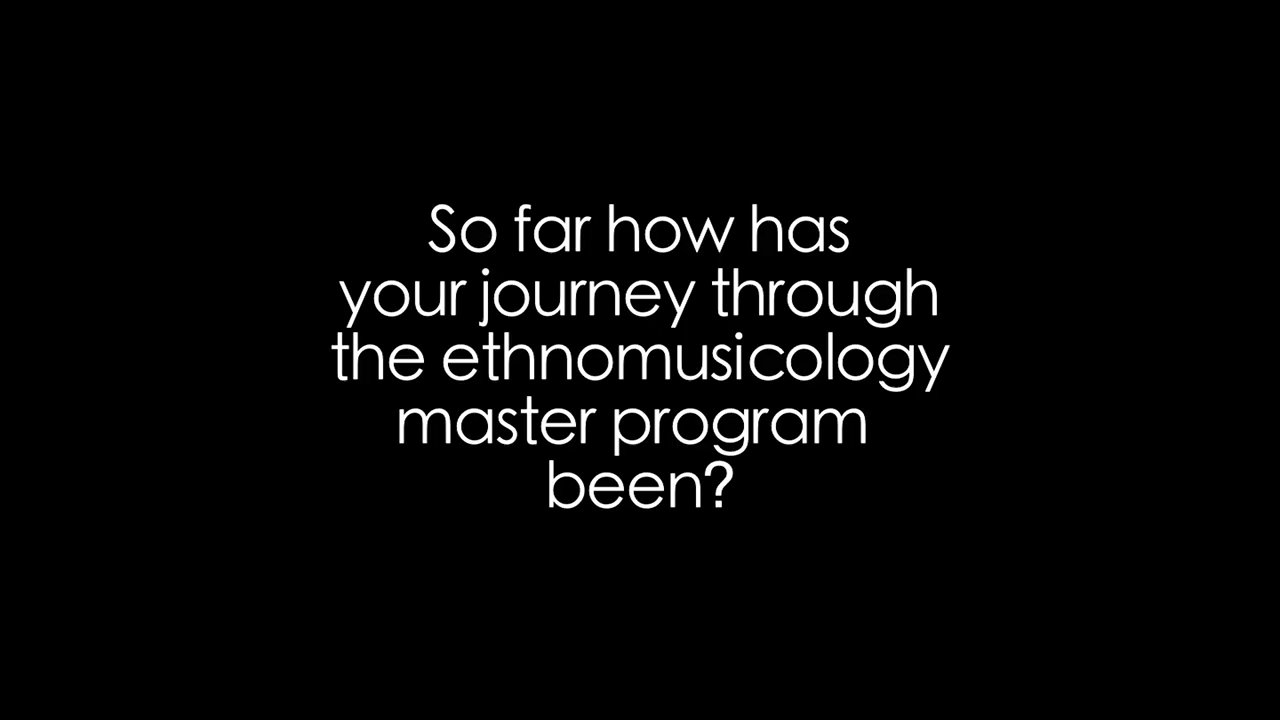 So far how has
your journey through
the ethnomusicology
master program
been?